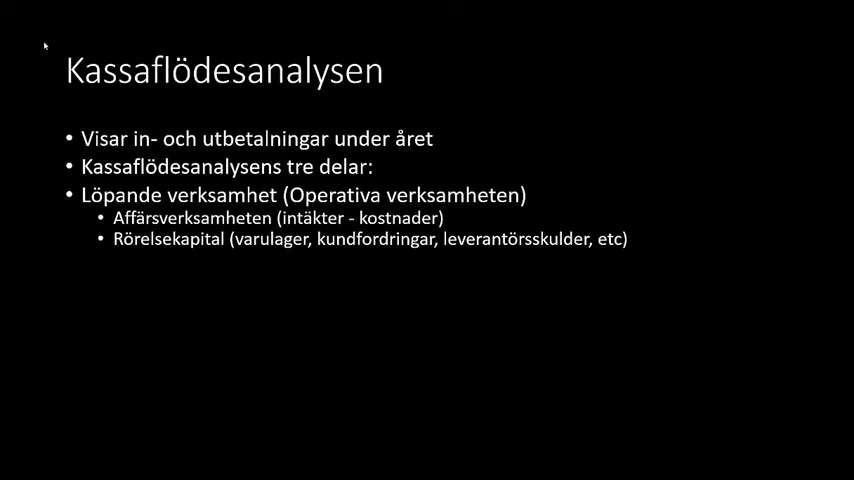 Kassaflödesanalysen
• Visar in- och utbetalningar under året
• Kassaflödesanalysens tre delar:
• Löpande verksamhet (Operativa verksamheten)
• Affärsverksamheten (intäkter - kostnader)
• Rörelsekapital (varulager, kundfordringar, leverantörsskulder, etc)